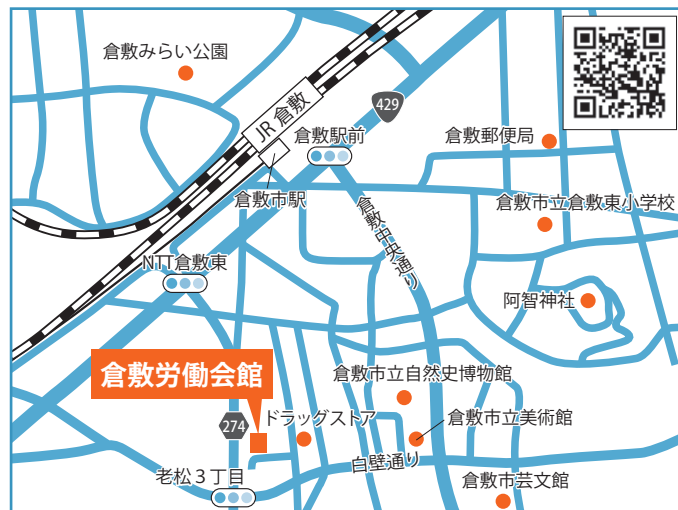 倉敷みらい公園
JR 倉敷
429
倉敷駅前
倉敷郵便局
倉敷市駅
倉敷市立倉敷東小学校
倉敷中央通り
NTT倉敷東
阿智神社
倉敷労働会館
倉敷市立自然史博物館
274
ドラッグストア
倉敷市立美術館
白壁通り
老松３丁目
倉敷市芸文館